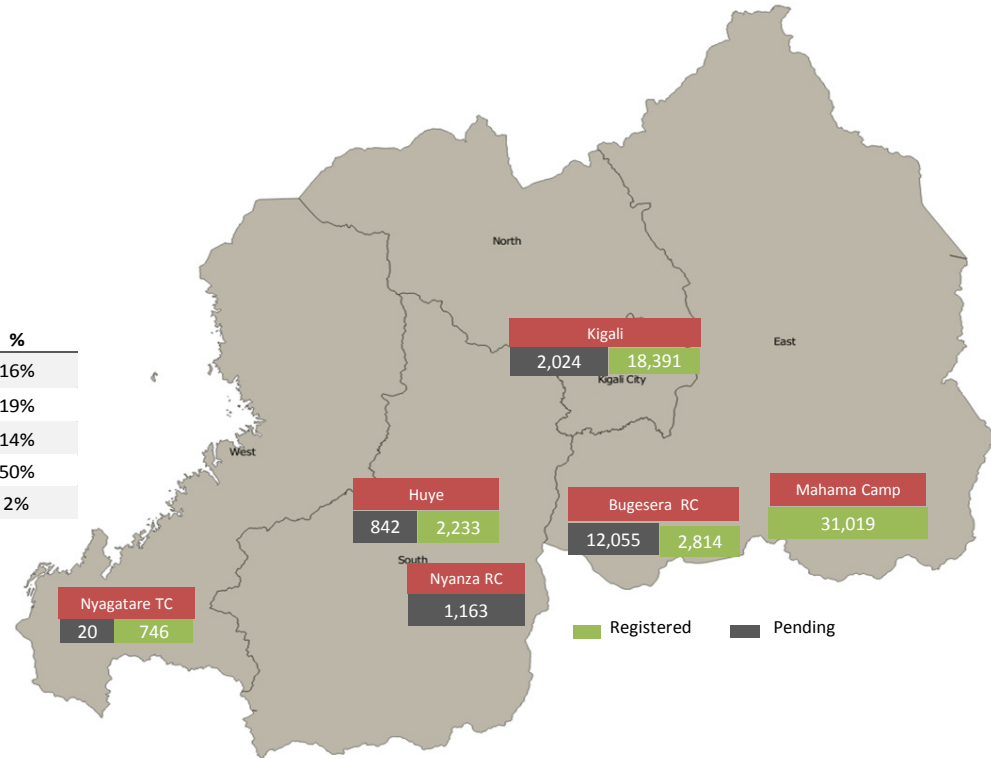 North
Kigali
2,024 18,391
Kigali City
East
%
16%
19%
14%
50%
2%
West
Huye
842 2,233
South
Bugesera RC
12,055 2,814
Mahama Camp
31,019
Nyanza RC
1,163
Nyagatare TC
20 746
Registered Pending